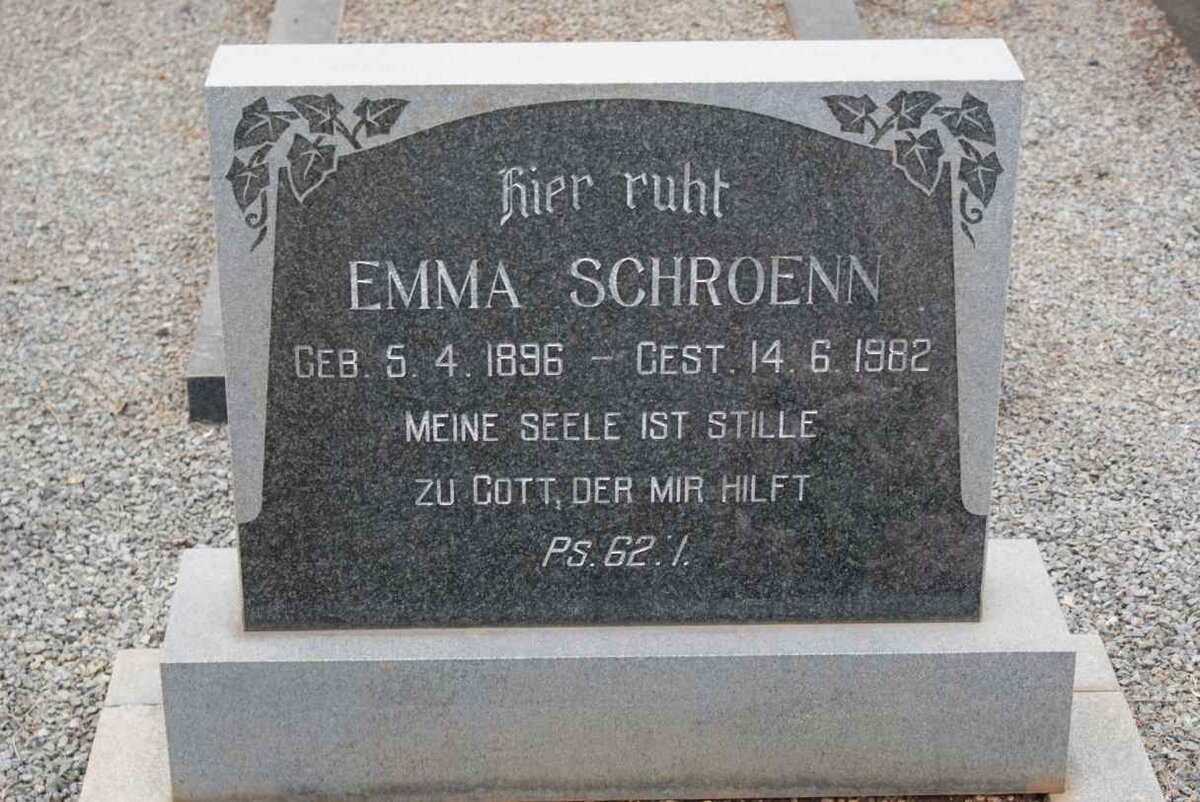 Hier ruht
EMMA SCHROENN
GEB. 5. 4. 1896 – GEST. 14. 6. 1982
MEINE SEELE IST STILLE
ZU GOTT, DER MIR HILFT
PS. 62:1.